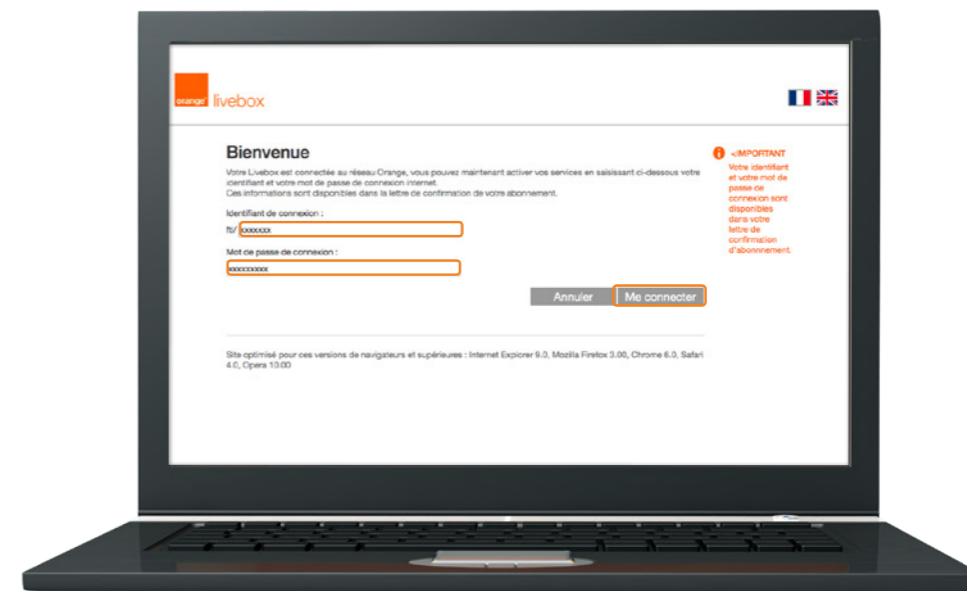 orange
livebox
Bienvenue
Votre Livebox est connectée au réseau Orange, vous pouvez maintenant activer vos services en saisissant ci-dessous votre
identifiant et votre mot de passe de connexion internet.
Ces informations sont disponibles dans la lettre de confirmation de votre abonnement.
Identifiant de connexion :
fti/ xxxxxxx
Mot de passe de connexion :
xxxxxxxxx
Annuler
Me connecter
Site optimisé pour ces versions de navigateurs et supérieures : Internet Explorer 9.0, Mozilla Firefox 3.00, Chrome 6.0, Safari
4.0, Opera 10.00
</IMPORTANT
Votre identifiant
et votre mot de
passe de
connexion sont
disponibles
dans votre
lettre de
confirmation
d'abonnnement.